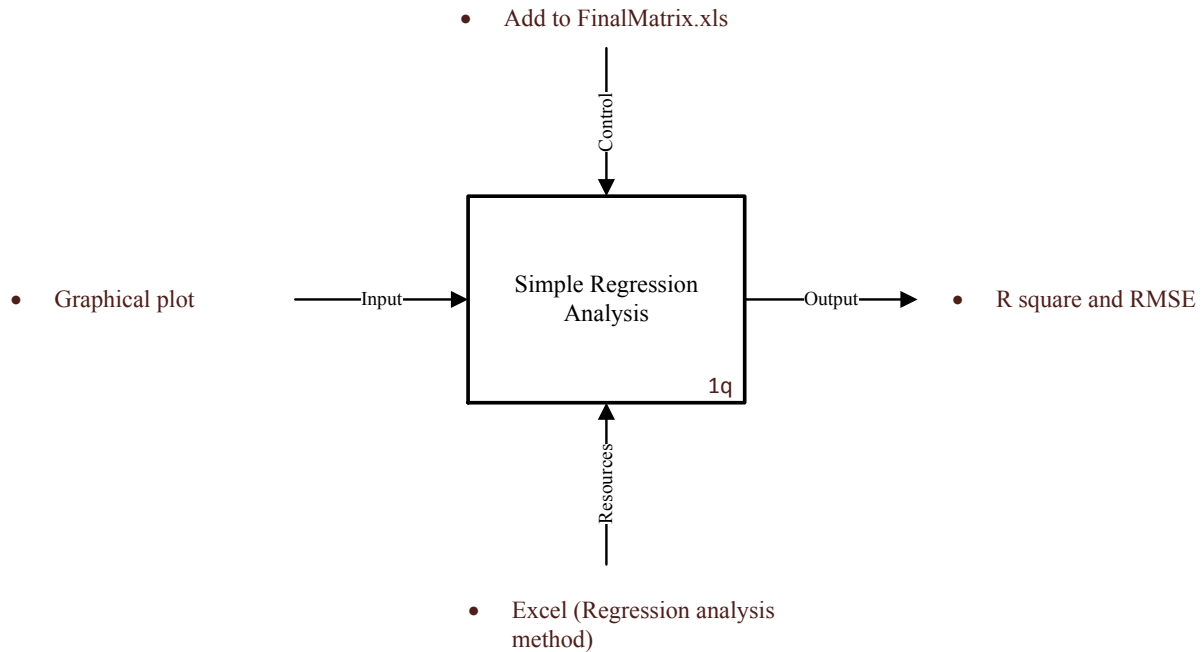 • Add to FinalMatrix.xls
Control
• Graphical plot
Input
Simple Regression
Analysis
Output
• R square and RMSE
1q
Resources
• Excel (Regression analysis
method)